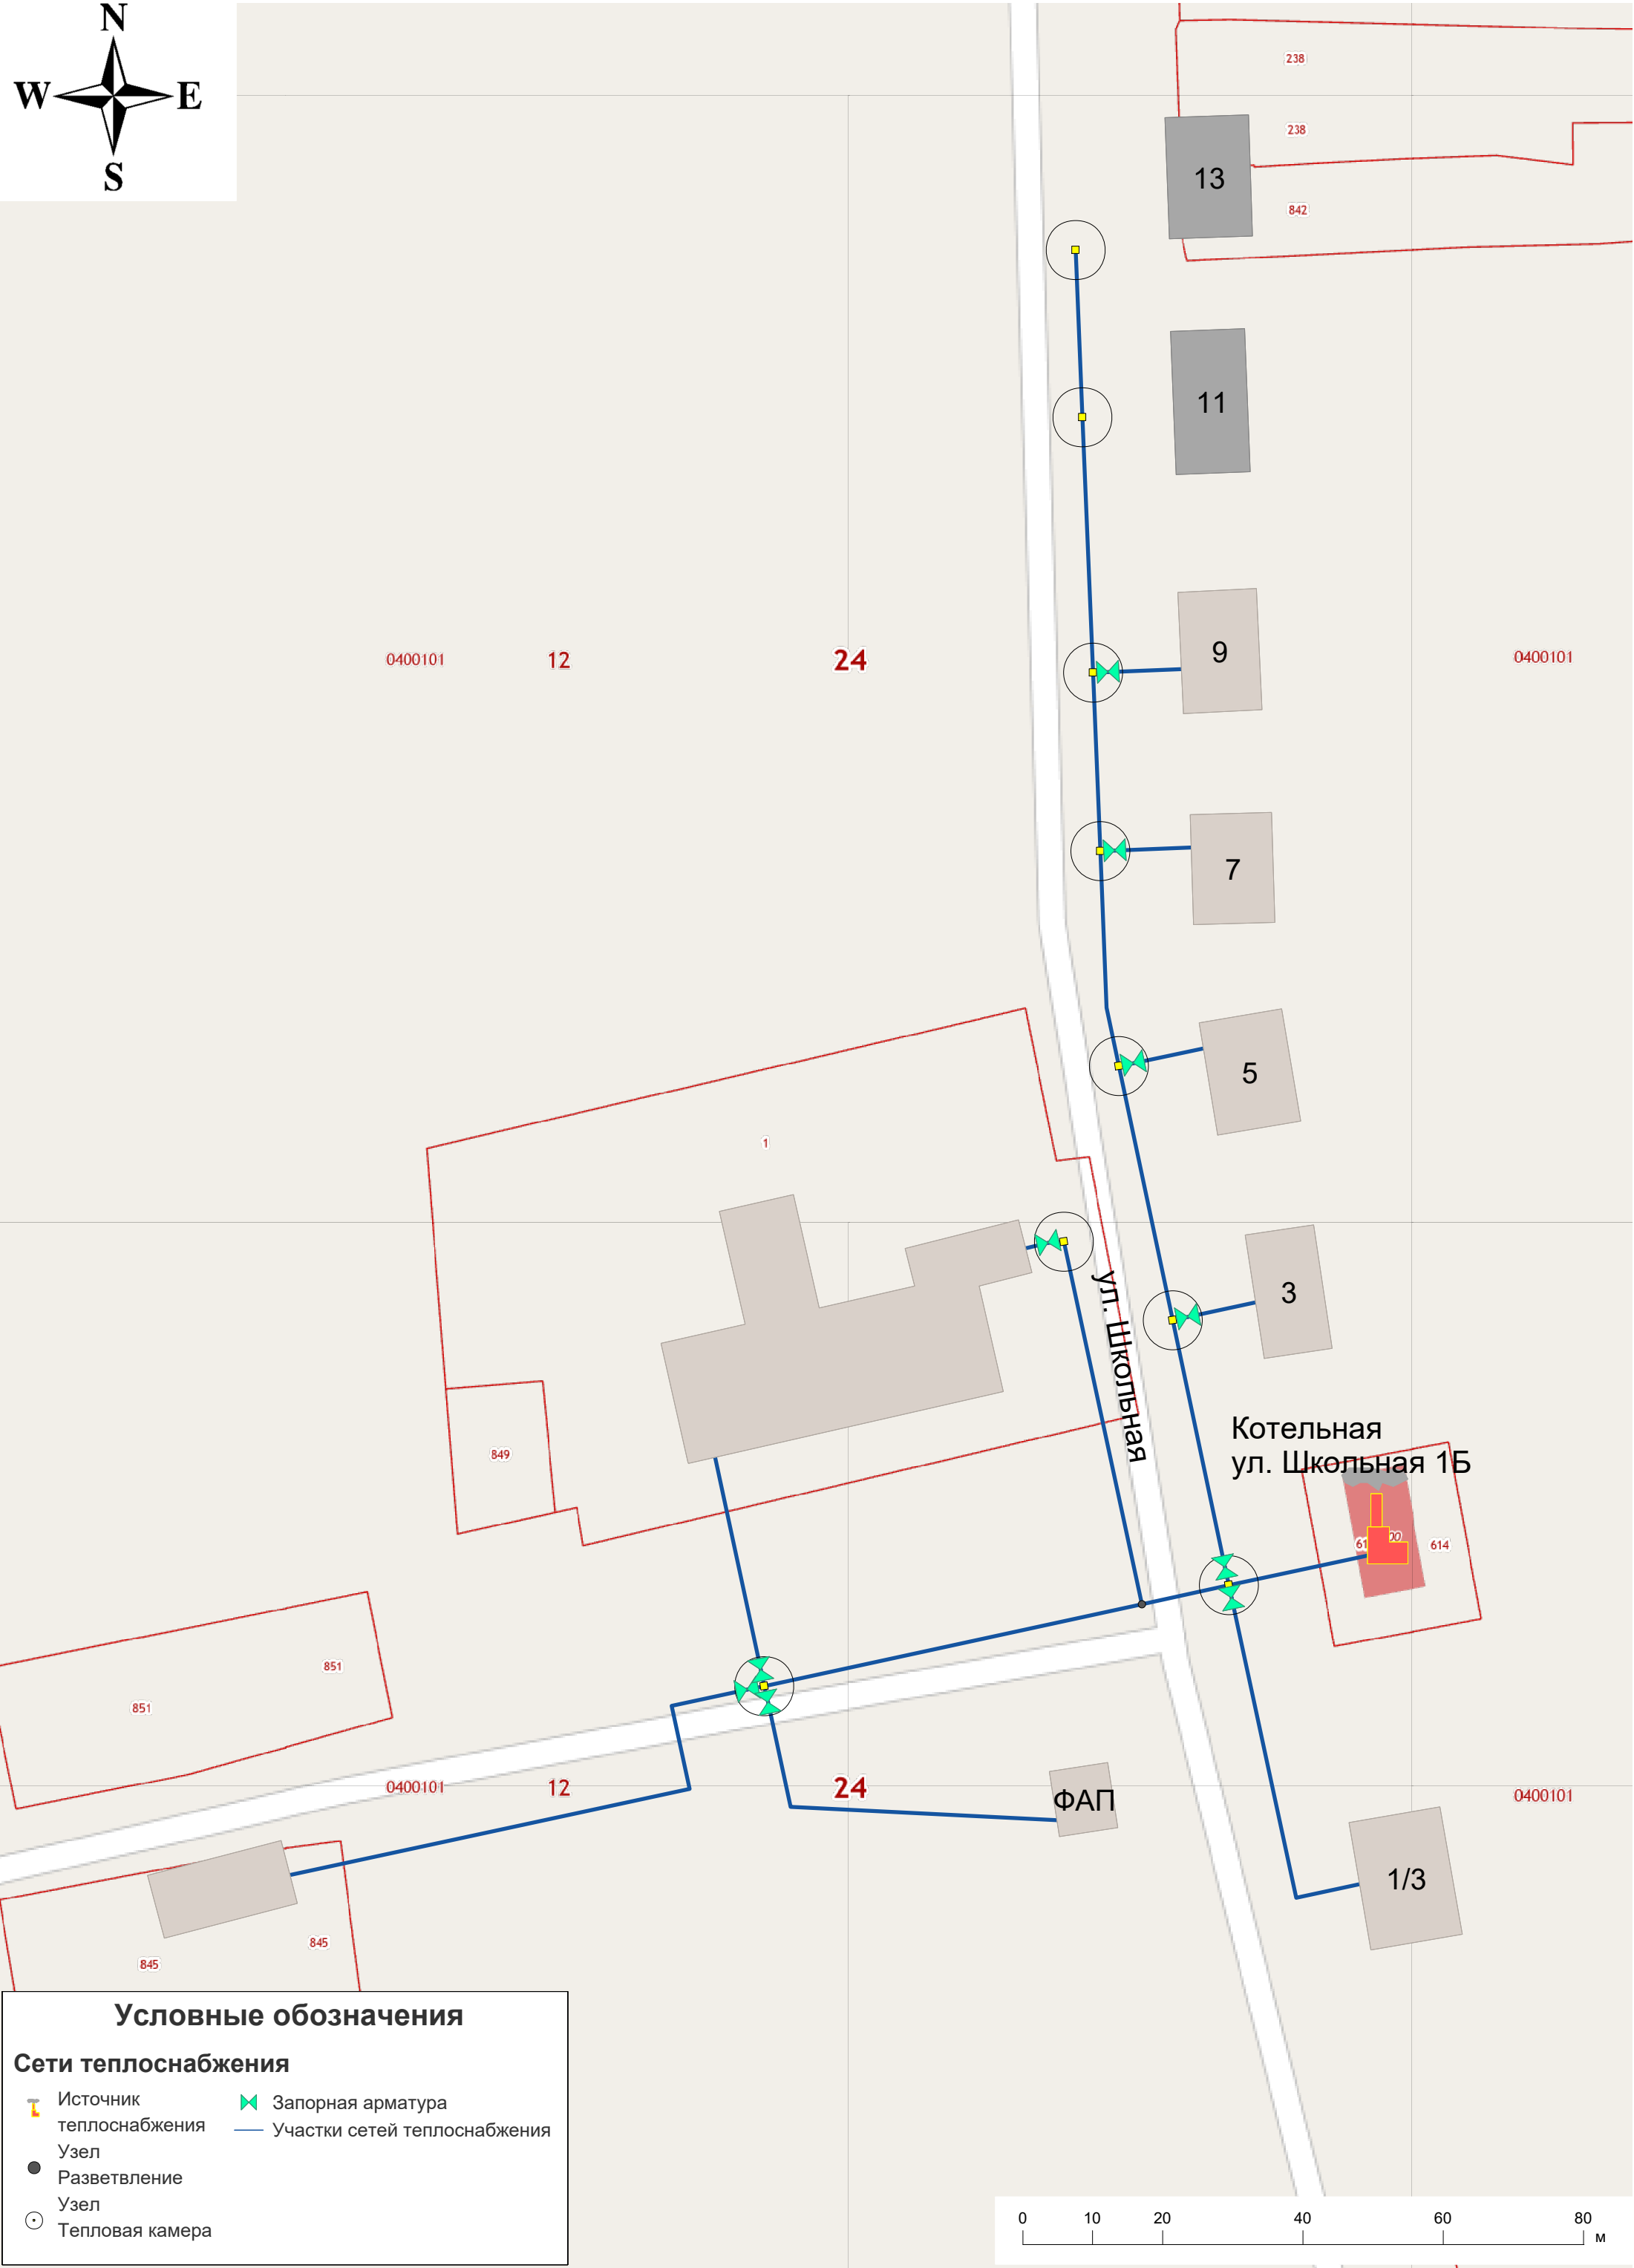 N
W E
S
238
238
13
842
11
9
0400101 12 24 0400101
7
5
1
3
ул. Школьная
Котельная
ул. Школьная 1Б
849
614
851
851
ФАП
0400101 12 24 0400101
1/3
845
845
Условные обозначения
Сети теплоснабжения
Источник
теплоснабжения
Узел
Разветвление
Узел
Тепловая камера
Запорная арматура
Участки сетей теплоснабжения
0 10 20 40 60 80
м